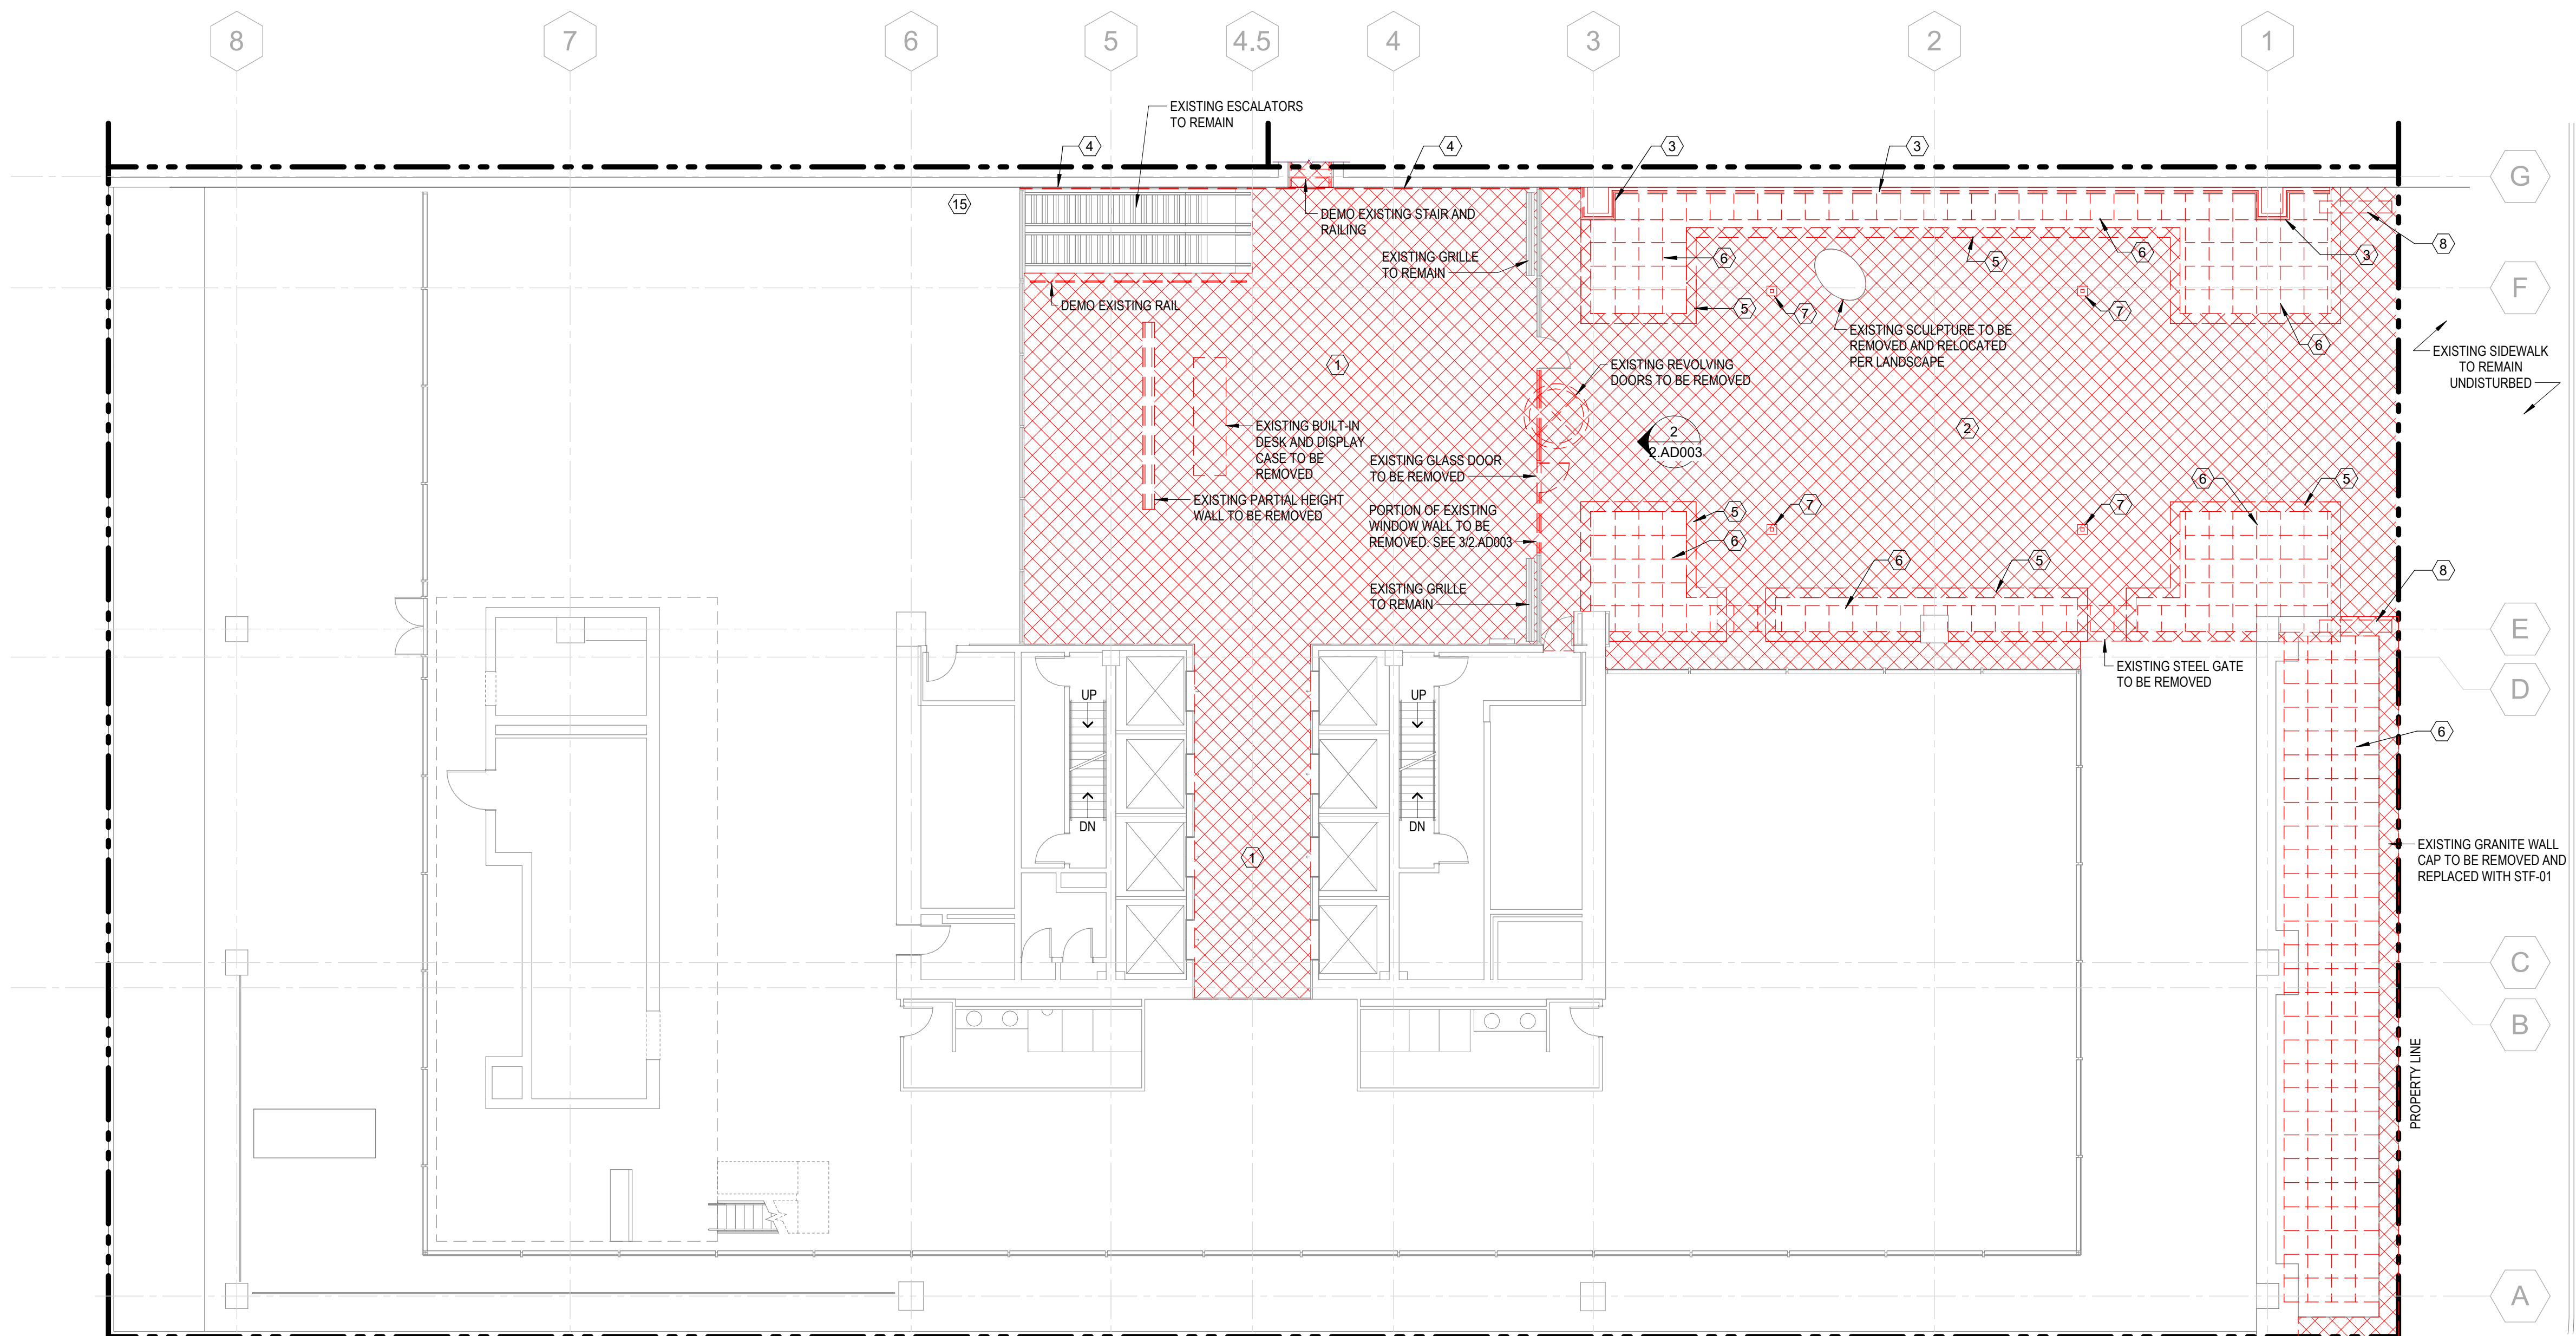 8
7
6
5
4.5
4
3
2
1
EXISTING ESCALATORS
TO REMAIN
4
4
3
3
G
15
DEMO EXISTING STAIR AND
RAILING
EXISTING GRILLE
TO REMAIN
6
5
6
3
8
DEMO EXISTING RAIL
5
7
7
F
EXISTING SCULPTURE TO BE
REMOVED AND RELOCATED
PER LANDSCAPE
6
EXISTING SIDEWALK
TO REMAIN
UNDISTURBED
1
EXISTING REVOLVING
DOORS TO BE REMOVED
EXISTING BUILT-IN
DESK AND DISPLAY
CASE TO BE
REMOVED
2
2.AD003
2
EXISTING GLASS DOOR
TO BE REMOVED
6
5
EXISTING PARTIAL HEIGHT
WALL TO BE REMOVED
PORTION OF EXISTING
WINDOW WALL TO BE
REMOVED. SEE 3/2.AD003
5
6
7
7
6
5
8
EXISTING GRILLE
TO REMAIN
E
EXISTING STEEL GATE
TO BE REMOVED
D
UP
UP
6
DN
DN
1
EXISTING GRANITE WALL
CAP TO BE REMOVED AND
REPLACED WITH STF-01
C
B
PROPERTY LINE
A